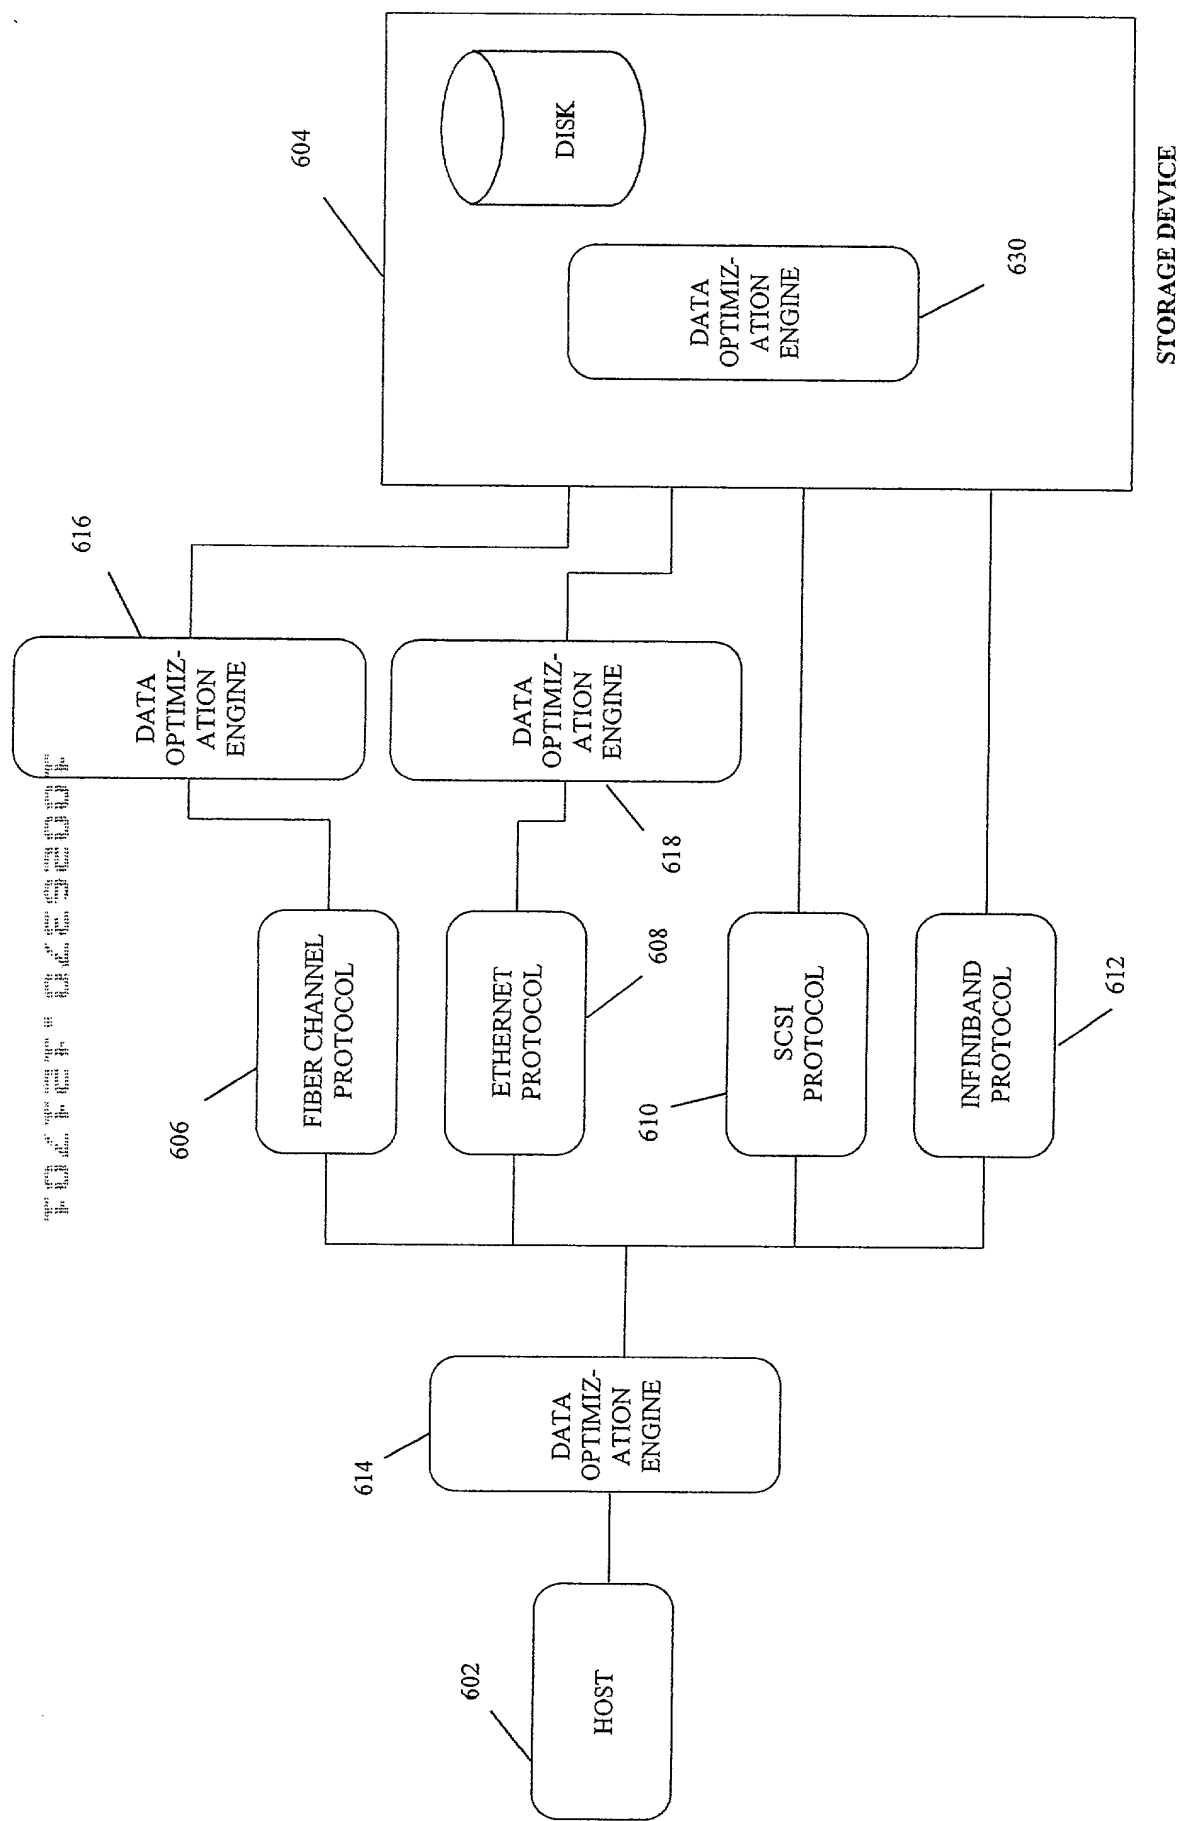 602
HOST
614
DATA
OPTIMIZ-
ATION
ENGINE
606
FIBER CHANNEL
PROTOCOL
ETHERNET
PROTOCOL
608
610
SCSI
PROTOCOL
INFINIBAND
PROTOCOL
612
616
DATA
OPTIMIZ-
ATION
ENGINE
DATA
OPTIMIZ-
ATION
ENGINE
618
604
DISK
DATA
OPTIMIZ-
ATION
ENGINE
630
STORAGE DEVICE